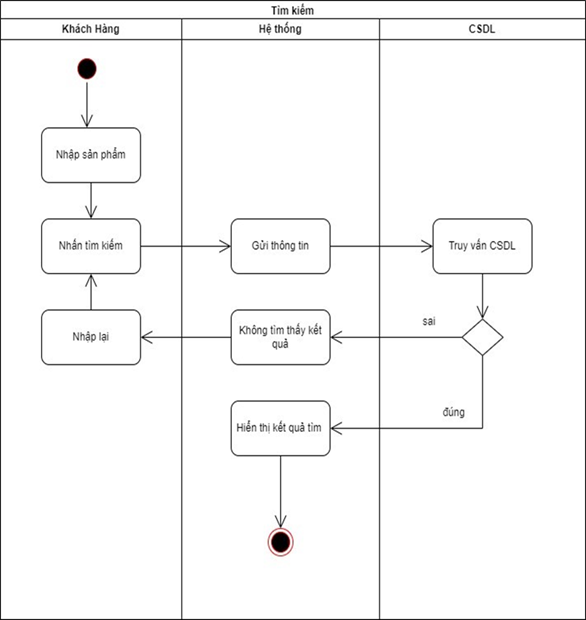 Tìm kiếm
Khách Hàng
Hệ thống
CSDL
Nhập sản phẩm
Nhấn tìm kiếm
Gửi thông tin
Truy vấn CSDL
sai
Nhập lại
Không tìm thấy kết
quả
đúng
Hiển thị kết quả tìm